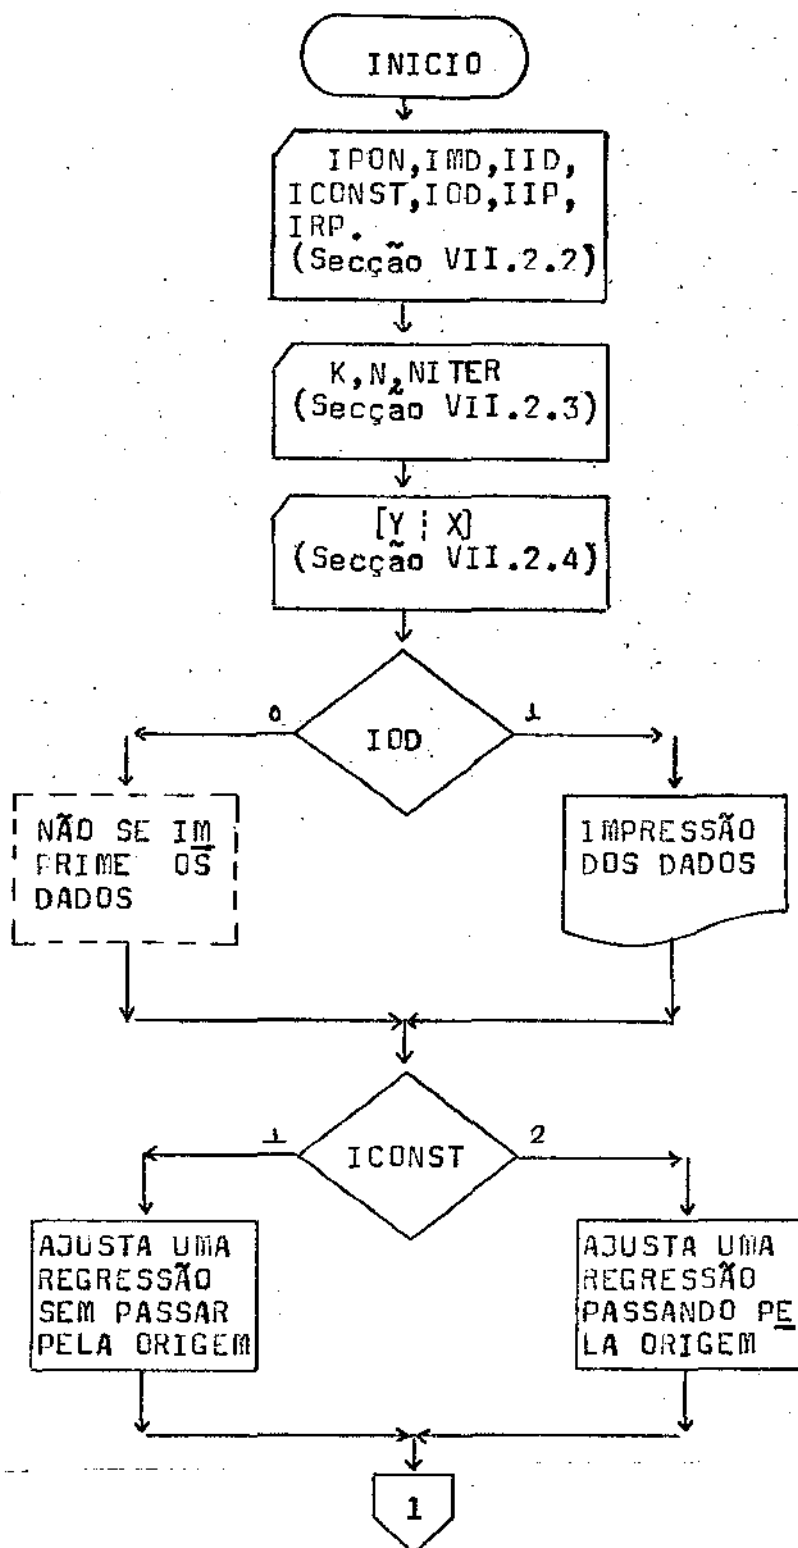 INICIO
IPON,IMD,IID,
ICONST,IOD,IIP,
IRP.
(Secção VII.2.2)
K,N,NITER
(Secção VII.2.3)
[Y ¦ X]
(Secção VII.2.4)
0
IOD
1
NÃO SE IM
PRIME OS
DADOS
IMPRESSÃO
DOS DADOS
1
ICONST
2
AJUSTA UMA
REGRESSÃO
SEM PASSAR
PELA ORIGEM
AJUSTA UMA
REGRESSÃO
PASSANDO PE
LA ORIGEM
1